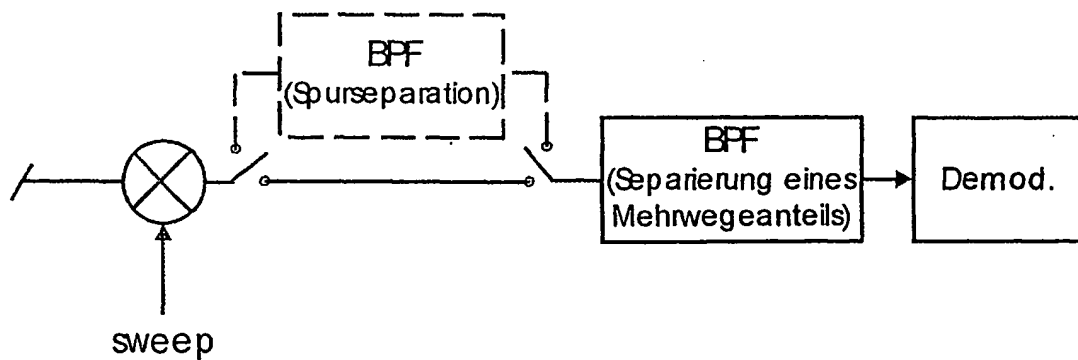 BPF
(Spurseparation)
BPF
(Separierung eines
Mehrwegeanteils)
Demod.
sweep